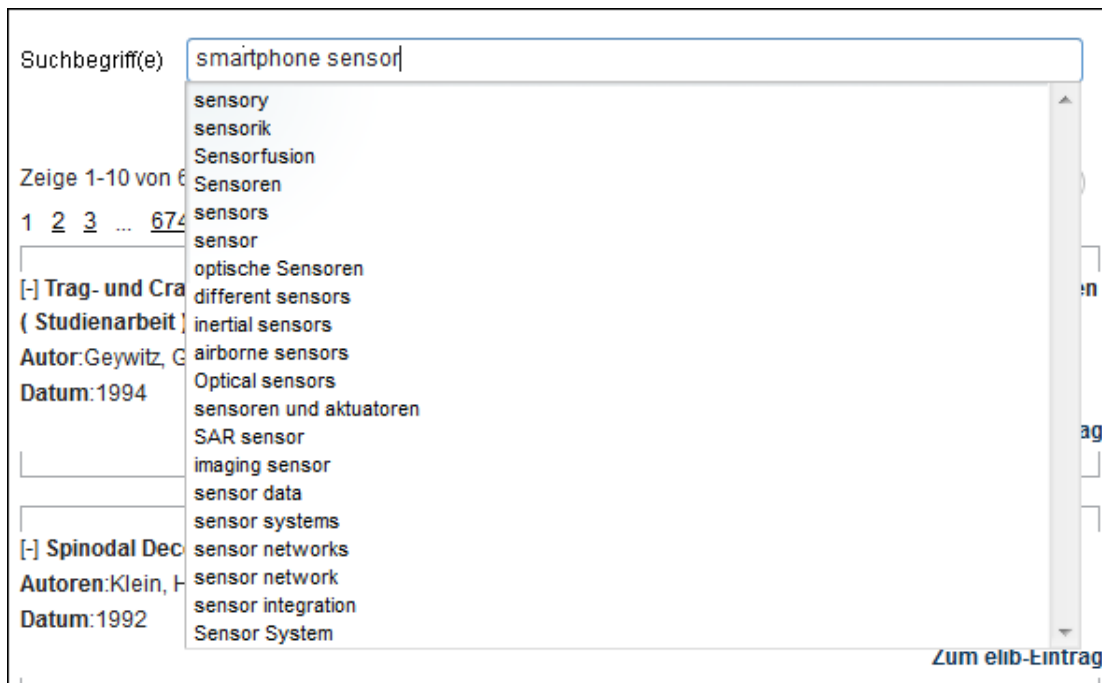 Suchbegriff(e) smartphone sensor
sensory
sensorik
Sensorfusion
Zeige 1-10 von 6
Sensoren
1 2 3 ... 674
sensors
sensor
optische Sensoren
[-] Trag- und Cra
different sensors
en
( Studienarbeit )
inertial sensors
Autor:Geywitz, G
airborne sensors
Optical sensors
Datum:1994
sensoren und aktuatoren
SAR sensor
ag
imaging sensor
sensor data
sensor systems
[-] Spinodal Dec
sensor networks
Autoren:Klein, H
sensor network
sensor integration
Datum:1992
Sensor System
Zum elib-Eintrag